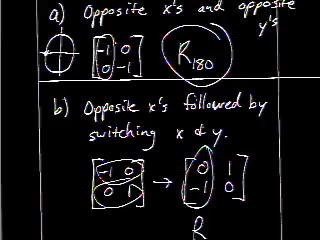 a) Opposite x's and opposite
y's
[-1 0
0 -1] R180
b) Opposite x's followed by
switching x & y.
[-1 0
0 1] → [0 1
-1 0]
R